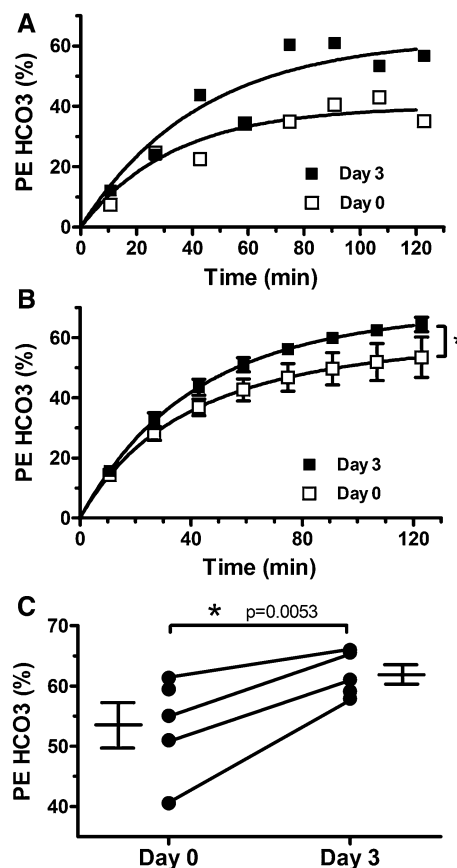 A
PE HCO3 (%)
60
40
20
0
Day 3
Day 0
0 20 40 60 80 100 120
Time (min)
B
PE HCO3 (%)
60
40
20
0
*
Day 3
Day 0
0 40 80 120
Time (min)
C
PE HCO3 (%)
70
60
50
40
* p=0.0053
Day 0 Day 3